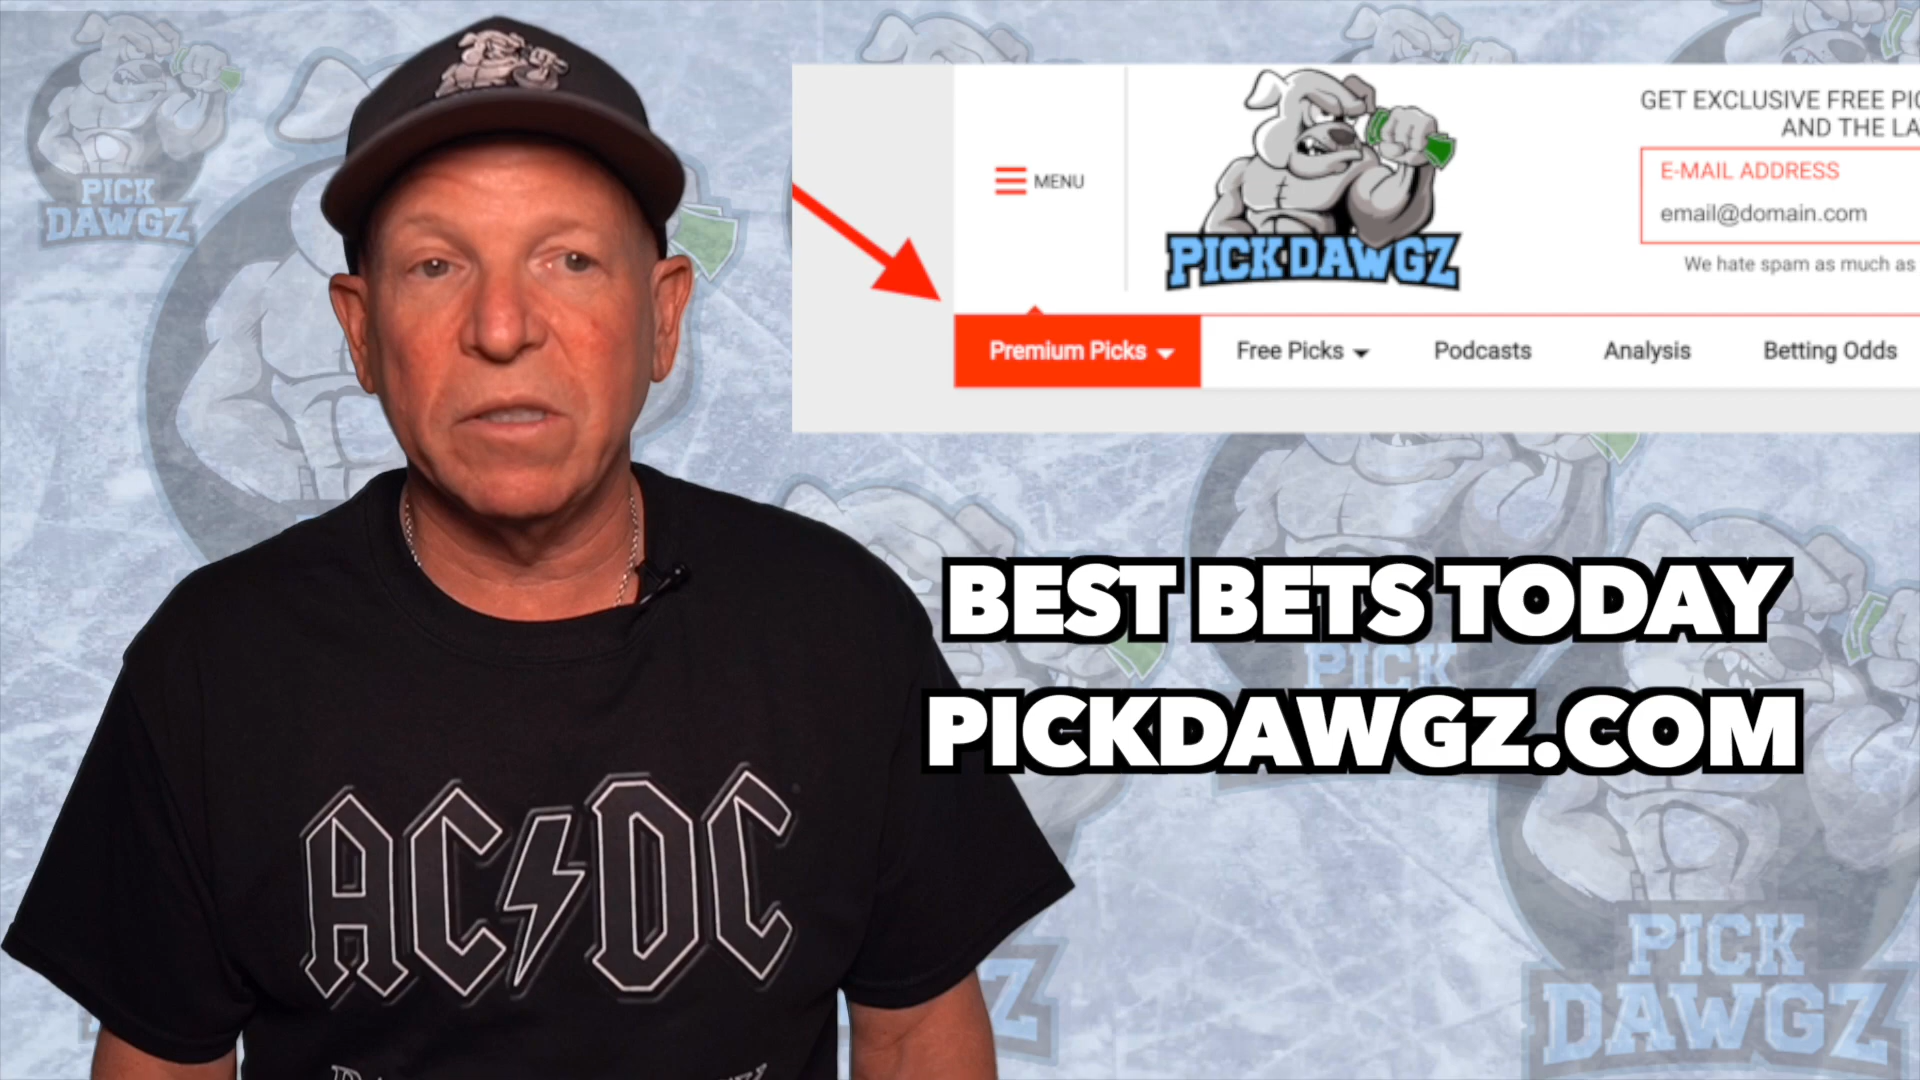 PICK
DAWGZ
MENU
PICKDAWGZ
GET EXCLUSIVE FREE PIC
AND THE LA
E-MAIL ADDRESS
email@domain.com
We hate spam as much as
Premium Picks
Free Picks
Podcasts
Analysis
Betting Odds
BEST BETS TODAY
PICK
PICKDAWGZ.COM
AC/DC
PICK
DAWGZ